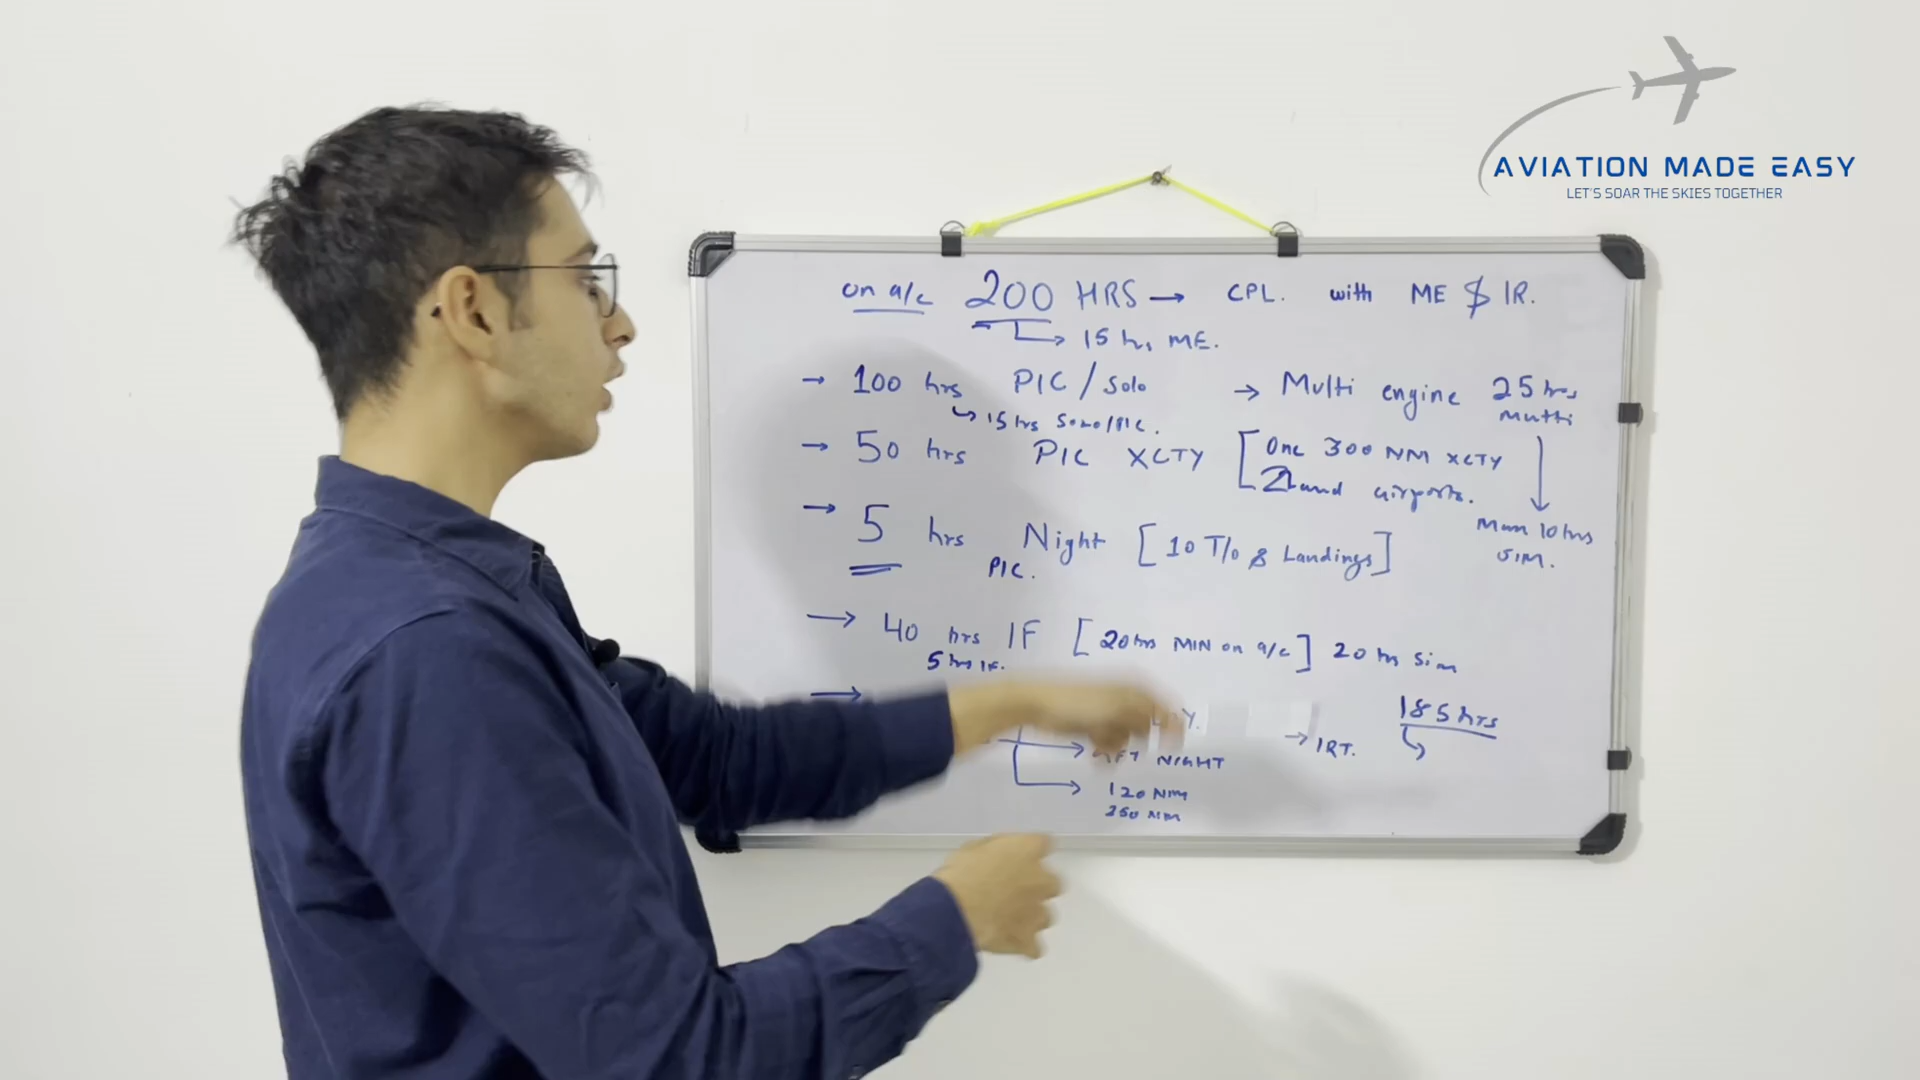 AVIATION MADE EASY
LET'S SOAR THE SKIES TOGETHER
on a/c 200 HRS → CPL. with ME & IR.
→ 15 hrs ME.
→ 100 hrs PIC / Solo
→ 15 hrs Solo/PIC.
→ Multi engine 25 hrs
multi
→ 50 hrs PIC XCTY [One 300 NM XCTY
2 land airports.
Max 10 hrs
SIM.
→ 5 hrs Night [10 T/o & Landings]
PIC.
→ 40 hrs IF [20 hrs MIN on a/c] 20 hrs sim
5 hrs IF.
→
185 hrs
→ IRT.
NIGHT
→ 120 NM
250 NM